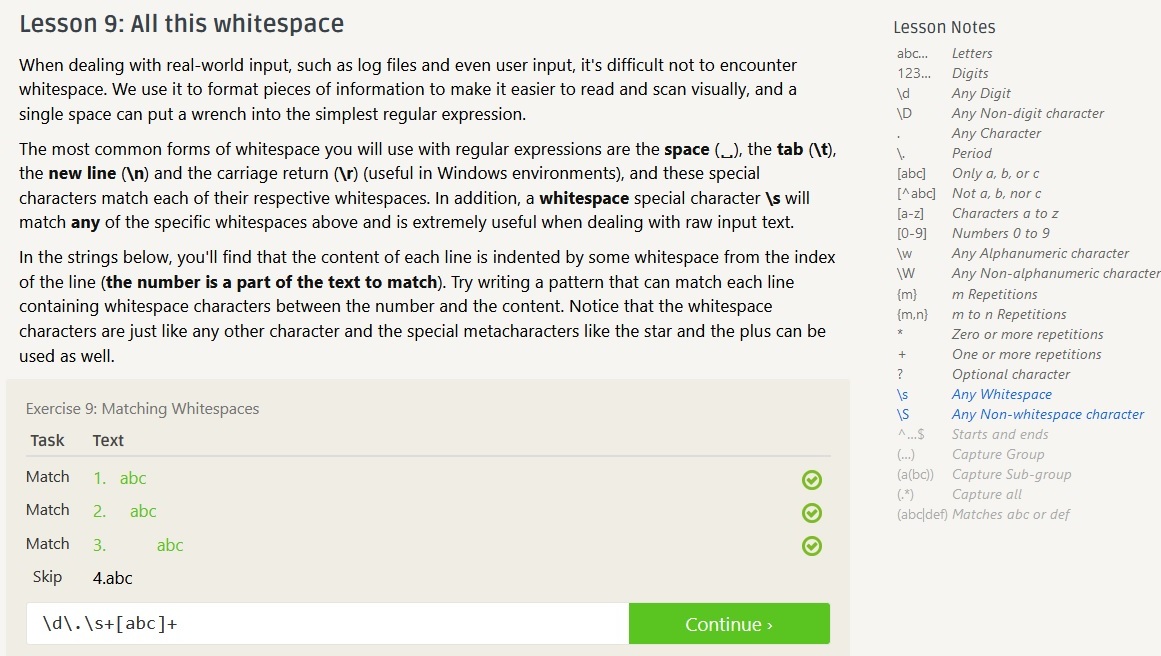 Lesson 9: All this whitespace
When dealing with real-world input, such as log files and even user input, it's difficult not to encounter
whitespace. We use it to format pieces of information to make it easier to read and scan visually, and a
single space can put a wrench into the simplest regular expression.
The most common forms of whitespace you will use with regular expressions are the space (␣), the tab (\t),
the new line (\n) and the carriage return (\r) (useful in Windows environments), and these special
characters match each of their respective whitespaces. In addition, a whitespace special character \s will
match any of the specific whitespaces above and is extremely useful when dealing with raw input text.
In the strings below, you'll find that the content of each line is indented by some whitespace from the index
of the line (the number is a part of the text to match). Try writing a pattern that can match each line
containing whitespace characters between the number and the content. Notice that the whitespace
characters are just like any other character and the special metacharacters like the star and the plus can be
used as well.
Exercise 9: Matching Whitespaces
Task Text
Match 1.   abc
Match 2.     abc
Match 3.          abc
Skip 4.abc
\d\.\s+[abc]+
Continue ›
Lesson Notes
abc... Letters
123... Digits
\d Any Digit
\D Any Non-digit character
. Any Character
\. Period
[abc] Only a, b, or c
[^abc] Not a, b, nor c
[a-z] Characters a to z
[0-9] Numbers 0 to 9
\w Any Alphanumeric character
\W Any Non-alphanumeric character
{m} m Repetitions
{m,n} m to n Repetitions
* Zero or more repetitions
+ One or more repetitions
? Optional character
\s Any Whitespace
\S Any Non-whitespace character
^...$ Starts and ends
(...) Capture Group
(a(bc)) Capture Sub-group
(.*) Capture all
(abc|def) Matches abc or def